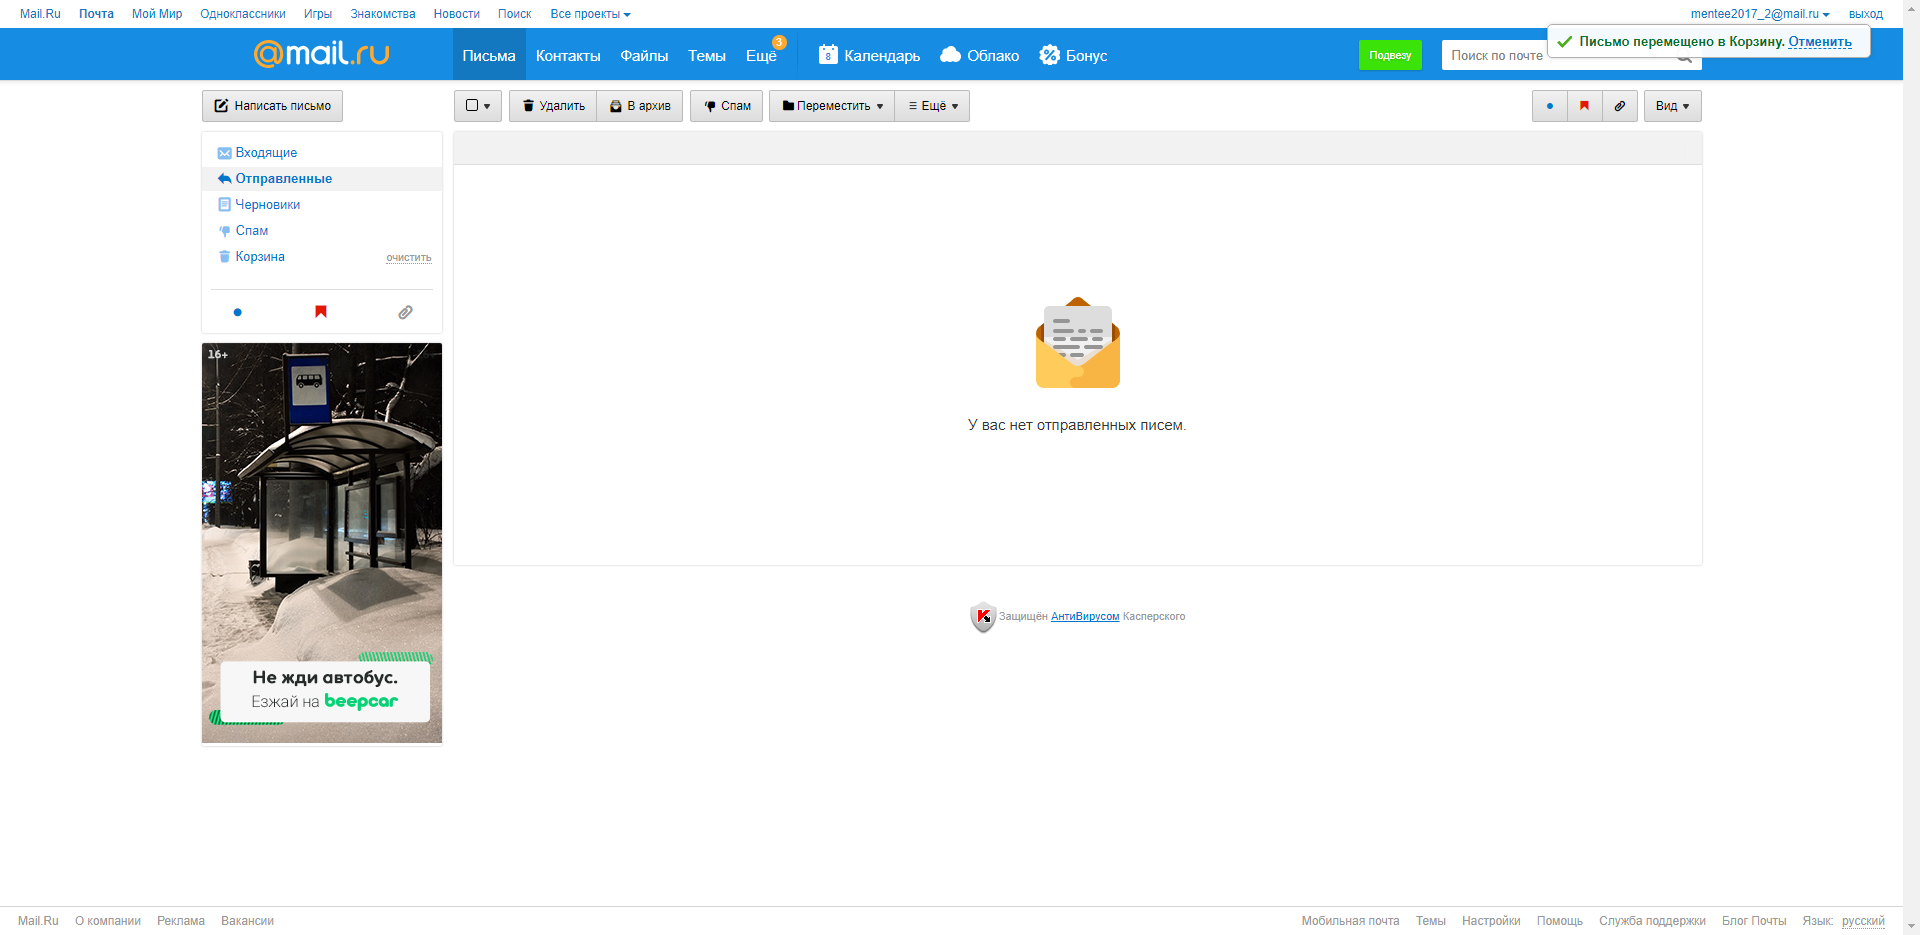 Mail.Ru Почта Мой Мир Одноклассники Игры Знакомства Новости Поиск Все проекты mentee2017_2@mail.ru выход
@mail.ru Письма Контакты Файлы Темы Ещё 3 8 Календарь Облако Бонус Подвезу Поиск по почте
Письмо перемещено в Корзину. Отменить
Написать письмо Удалить В архив Спам Переместить Ещё Вид
Входящие
Отправленные
Черновики
Спам
Корзина очистить
16+
Не жди автобус.
Езжай на beepcar
У вас нет отправленных писем.
Защищён АнтиВирусом Касперского
Mail.Ru О компании Реклама Вакансии Мобильная почта Темы Настройки Помощь Служба поддержки Блог Почты Язык: русский